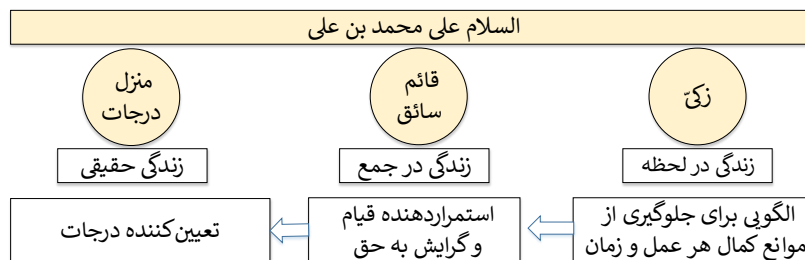 السلام علی محمد بن علی
زکیّ
قائم
سائق
منزل
درجات
زندگی در لحظه
زندگی در جمع
زندگی حقیقی
الگویی برای جلوگیری از
موانع کمال هر عمل و زمان
استمراردهنده قیام
و گرایش به حق
تعیین‌کننده درجات